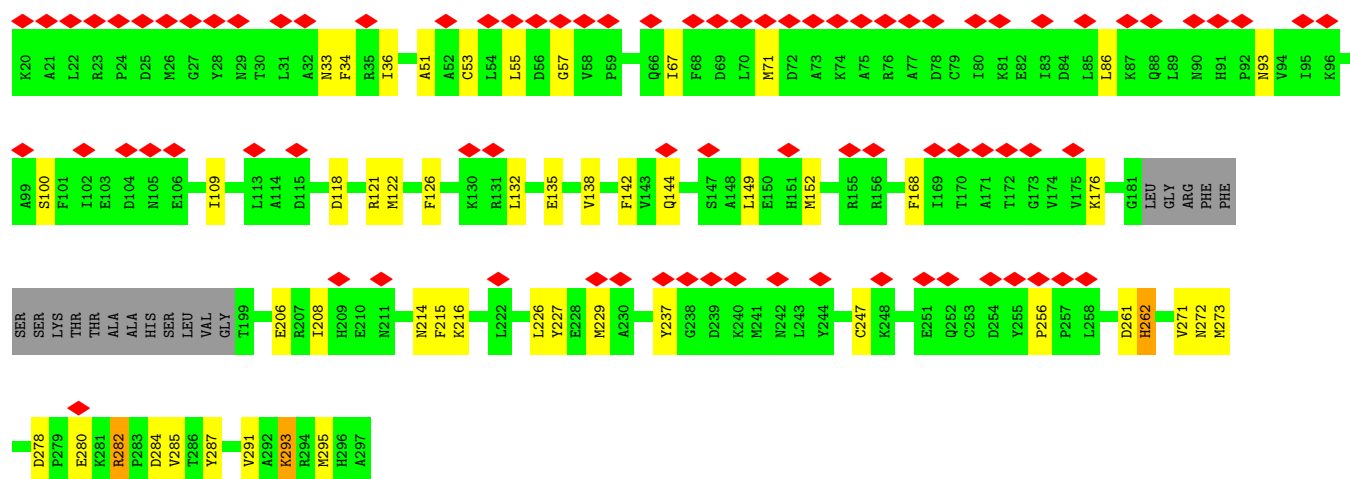 K20 A21 L22 R23 P24 D25 M26 G27 Y28 N29 T30 L31 A32 N33 F34 R35 I36 A51 A52 C53 L54 L55 D56 G57 V58 P59 Q66 I67 F68 D69 L70 M71 D72 A73 K74 A75 R76 A77 D78 C79 I80 K81 E82 I83 D84 L85 L86 K87 Q88 L89 N90 H91 P92 N93 V94 I95 K96
A99 S100 F101 I102 E103 D104 N105 E106 I109 L113 A114 D115 D118 R121 M122 F126 K130 R131 L132 E135 V138 F142 V143 Q144 S147 A148 L149 E150 H151 M152 R155 R156 F168 I169 T170 A171 T172 G173 V174 V175 K176 G181 LEU GLY ARG PHE PHE
SER SER LYS THR THR ALA ALA HIS SER LEU VAL GLY T199 E206 R207 I208 H209 E210 N211 N214 F215 K216 L222 L226 Y227 E228 M229 A230 Y237 G238 D239 K240 M241 N242 L243 Y244 C247 K248 E251 Q252 C253 D254 Y255 P256 P257 L258 D261 H262 V271 N272 M273
D278 P279 E280 K281 R282 P283 D284 V285 T286 Y287 V291 A292 K293 R294 M295 H296 A297